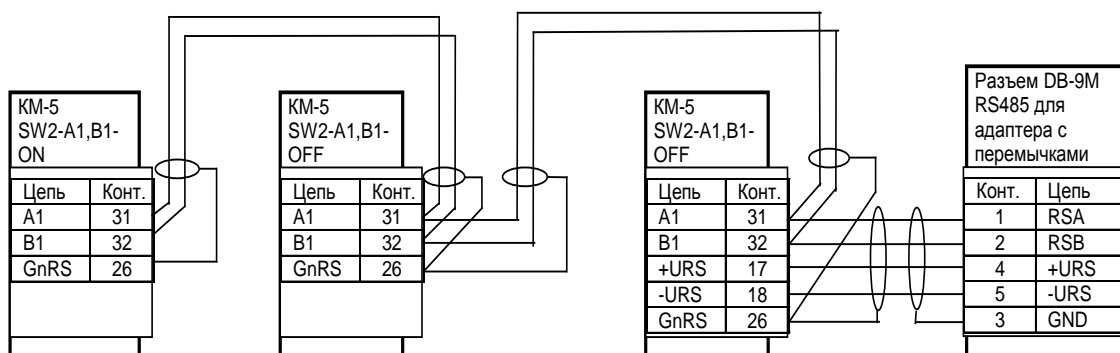 КМ-5
SW2-A1,B1-
ON
Цепь Конт.
A1 31
B1 32
GnRS 26
КМ-5
SW2-A1,B1-
OFF
Цепь Конт.
A1 31
B1 32
GnRS 26
КМ-5
SW2-A1,B1-
OFF
Цепь Конт.
A1 31
B1 32
+URS 17
-URS 18
GnRS 26
Разъем DB-9M
RS485 для
адаптера с
перемычками
Конт. Цепь
1 RSA
2 RSB
4 +URS
5 -URS
3 GND